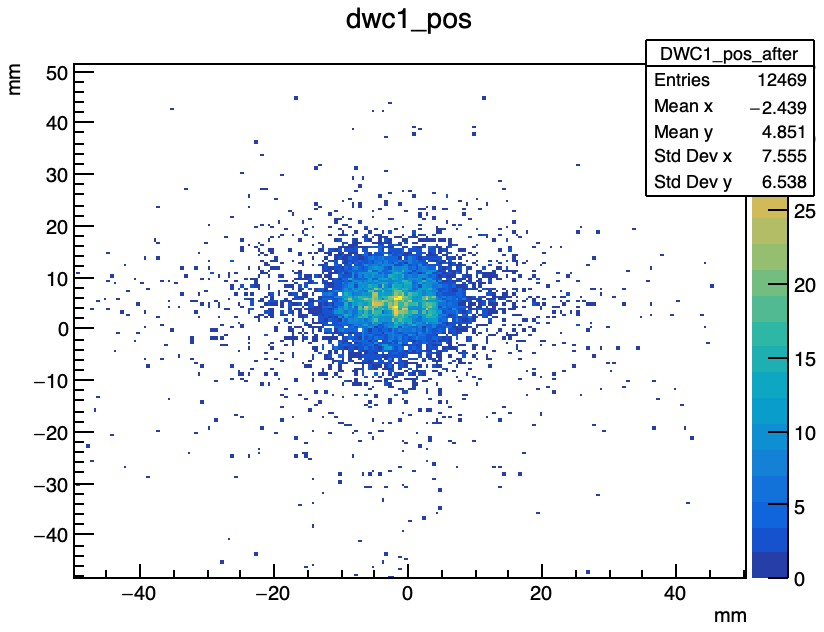 dwc1_pos
DWC1_pos_after
Entries 12469
Mean x −2.439
Mean y 4.851
Std Dev x 7.555
Std Dev y 6.538
mm
50
40
30
20
10
0
−10
−20
−30
−40
25
20
15
10
5
0
−40 −20 0 20 40
mm